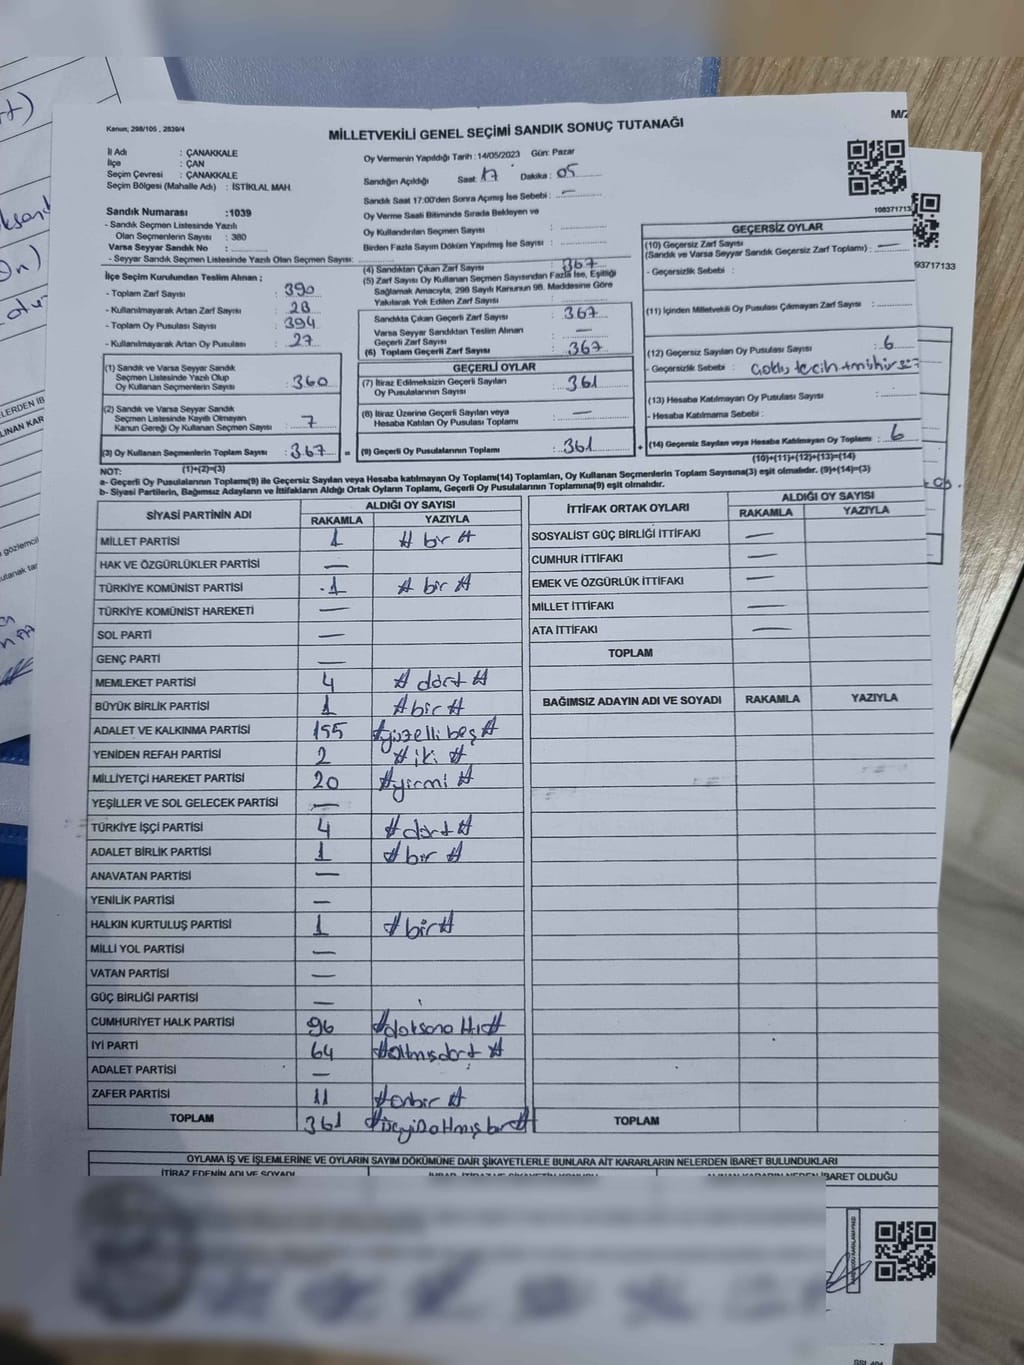 Kanun; 298/105 , 2839/4
MİLLETVEKİLİ GENEL SEÇİMİ SANDIK SONUÇ TUTANAĞI
İl Adı : ÇANAKKALE
İlçe : ÇAN
Seçim Çevresi : ÇANAKKALE
Seçim Bölgesi (Mahalle Adı) : İSTİKLAL MAH.
Oy Vermenin Yapıldığı Tarih : 14/05/2023 Gün: Pazar
Sandığın Açıldığı Saat: 17 Dakika : 05
Sandık Saat 17:00'den Sonra Açımış İse Sebebi : —
Oy Verme Saati Bitiminde Sırada Bekleyen ve
Oy Kullandırılan Seçmen Sayısı :
Birden Fazla Sayım Döküm Yapılmış İse Sayısı :
Sandık Numarası :1039
- Sandık Seçmen Listesinde Yazılı
Olan Seçmenlerin Sayısı : 380
Varsa Seyyar Sandık No :
- Seyyar Sandık Seçmen Listesinde Yazılı Olan Seçmen Sayısı:
İlçe Seçim Kurulundan Teslim Alınan ;
- Toplam Zarf Sayısı : 390
- Kullanılmayarak Artan Zarf Sayısı : 28
- Toplam Oy Pusulası Sayısı : 394
- Kullanılmayarak Artan Oy Pusulası : 27
(1) Sandık ve Varsa Seyyar Sandık
Seçmen Listesinde Yazılı Olup
Oy Kullanan Seçmenlerin Sayısı : 360
(2) Sandık ve Varsa Seyyar Sandık
Seçmen Listesinde Kayıtlı Olmayan
Kanun Gereği Oy Kullanan Seçmen Sayısı : 7
(3) Oy Kullanan Seçmenlerin Toplam Sayısı : 367 =
(1)+(2)=(3)
(4) Sandıktan Çıkan Zarf Sayısı : 367
(5) Zarf Sayısı Oy Kullanan Seçmen Sayısından Fazla İse, Eşitliği
Sağlamak Amacıyla, 298 Sayılı Kanunun 98. Maddesine Göre
Yakılarak Yok Edilen Zarf Sayısı :
Sandıkta Çıkan Geçerli Zarf Sayısı : 367
Varsa Seyyar Sandıktan Teslim Alınan
Geçerli Zarf Sayısı : —
(6) Toplam Geçerli Zarf Sayısı : 367
GEÇERLİ OYLAR
(7) İtiraz Edilmeksizin Geçerli Sayılan
Oy Pusulası Toplamı : 361
(8) İtiraz Üzerine Geçerli Sayılan veya
Hesaba Katılan Oy Pusulası Toplamı : —
(9) Geçerli Oy Pusulalarının Toplamı : 361 +
GEÇERSİZ OYLAR
(10) Geçersiz Zarf Sayısı : —
(Sandık ve Varsa Seyyar Sandık Geçersiz Zarf Toplamı)
- Geçersizlik Sebebi :
(11) İçinden Milletvekili Oy Pusulası Çıkmayan Zarf Sayısı :
(12) Geçersiz Sayılan Oy Pusulası Sayısı : 6
- Geçersizlik Sebebi :
(13) Hesaba Katılmayan Oy Pusulası Sayısı :
- Hesaba Katılmama Sebebi :
(14) Geçersiz Sayılan veya Hesaba Katılmayan Oy Toplamı : 6
(10)+(11)+(12)+(13)=(14)
NOT:
a- Geçerli Oy Pusulalarının Toplamı(9) ile Geçersiz Sayılan veya Hesaba katılmayan Oy Toplamı(14) Toplamları, Oy Kullanan Seçmenlerin Toplam Sayısına(3) eşit olmalıdır. (9)+(14)=(3)
b- Siyasi Partilerin, Bağımsız Adayların ve İttifakların Aldığı Ortak Oyların Toplamı, Geçerli Oy Pusulalarının Toplamına(9) eşit olmalıdır.
SİYASİ PARTİNİN ADI ALDIĞI OY SAYISI
RAKAMLA YAZIYLA
MİLLET PARTİSİ 1 # bir #
HAK VE ÖZGÜRLÜKLER PARTİSİ —
TÜRKİYE KOMÜNİST PARTİSİ 1 # bir #
TÜRKİYE KOMÜNİST HAREKETİ —
SOL PARTİ —
GENÇ PARTİ —
MEMLEKET PARTİSİ 4 # dört #
BÜYÜK BİRLİK PARTİSİ 1 # bir #
ADALET VE KALKINMA PARTİSİ 155 #yüzelli beş #
YENİDEN REFAH PARTİSİ 2 # iki #
MİLLİYETÇİ HAREKET PARTİSİ 20 #yirmi #
YEŞİLLER VE SOL GELECEK PARTİSİ —
TÜRKİYE İŞÇİ PARTİSİ 4 #dört #
ADALET BİRLİK PARTİSİ 1 # bir #
ANAVATAN PARTİSİ —
YENİLİK PARTİSİ —
HALKIN KURTULUŞ PARTİSİ 1 #bir#
MİLLİ YOL PARTİSİ —
VATAN PARTİSİ —
GÜÇ BİRLİĞİ PARTİSİ —
CUMHURİYET HALK PARTİSİ 96 #doksanaltı#
İYİ PARTİ 64 #altmışdört #
ADALET PARTİSİ —
ZAFER PARTİSİ 11 #onbir #
TOPLAM 361 #üçyüzaltmışbir#
İTTİFAK ORTAK OYLARI ALDIĞI OY SAYISI
RAKAMLA YAZIYLA
SOSYALİST GÜÇ BİRLİĞİ İTTİFAKI —
CUMHUR İTTİFAKI —
EMEK VE ÖZGÜRLÜK İTTİFAKI —
MİLLET İTTİFAKI —
ATA İTTİFAKI —
TOPLAM
BAĞIMSIZ ADAYIN ADI VE SOYADI RAKAMLA YAZIYLA
TOPLAM
OYLAMA İŞ VE İŞLEMLERİNE VE OYLARIN SAYIM DÖKÜMÜNE DAİR ŞİKAYETLERLE BUNLARA AİT KARARLARIN NELERDEN İBARET BULUNDUKLARI
İTİRAZ EDENİN ADI VE SOYADI
İBARET OLDUĞU
M/2
108371713
93717133